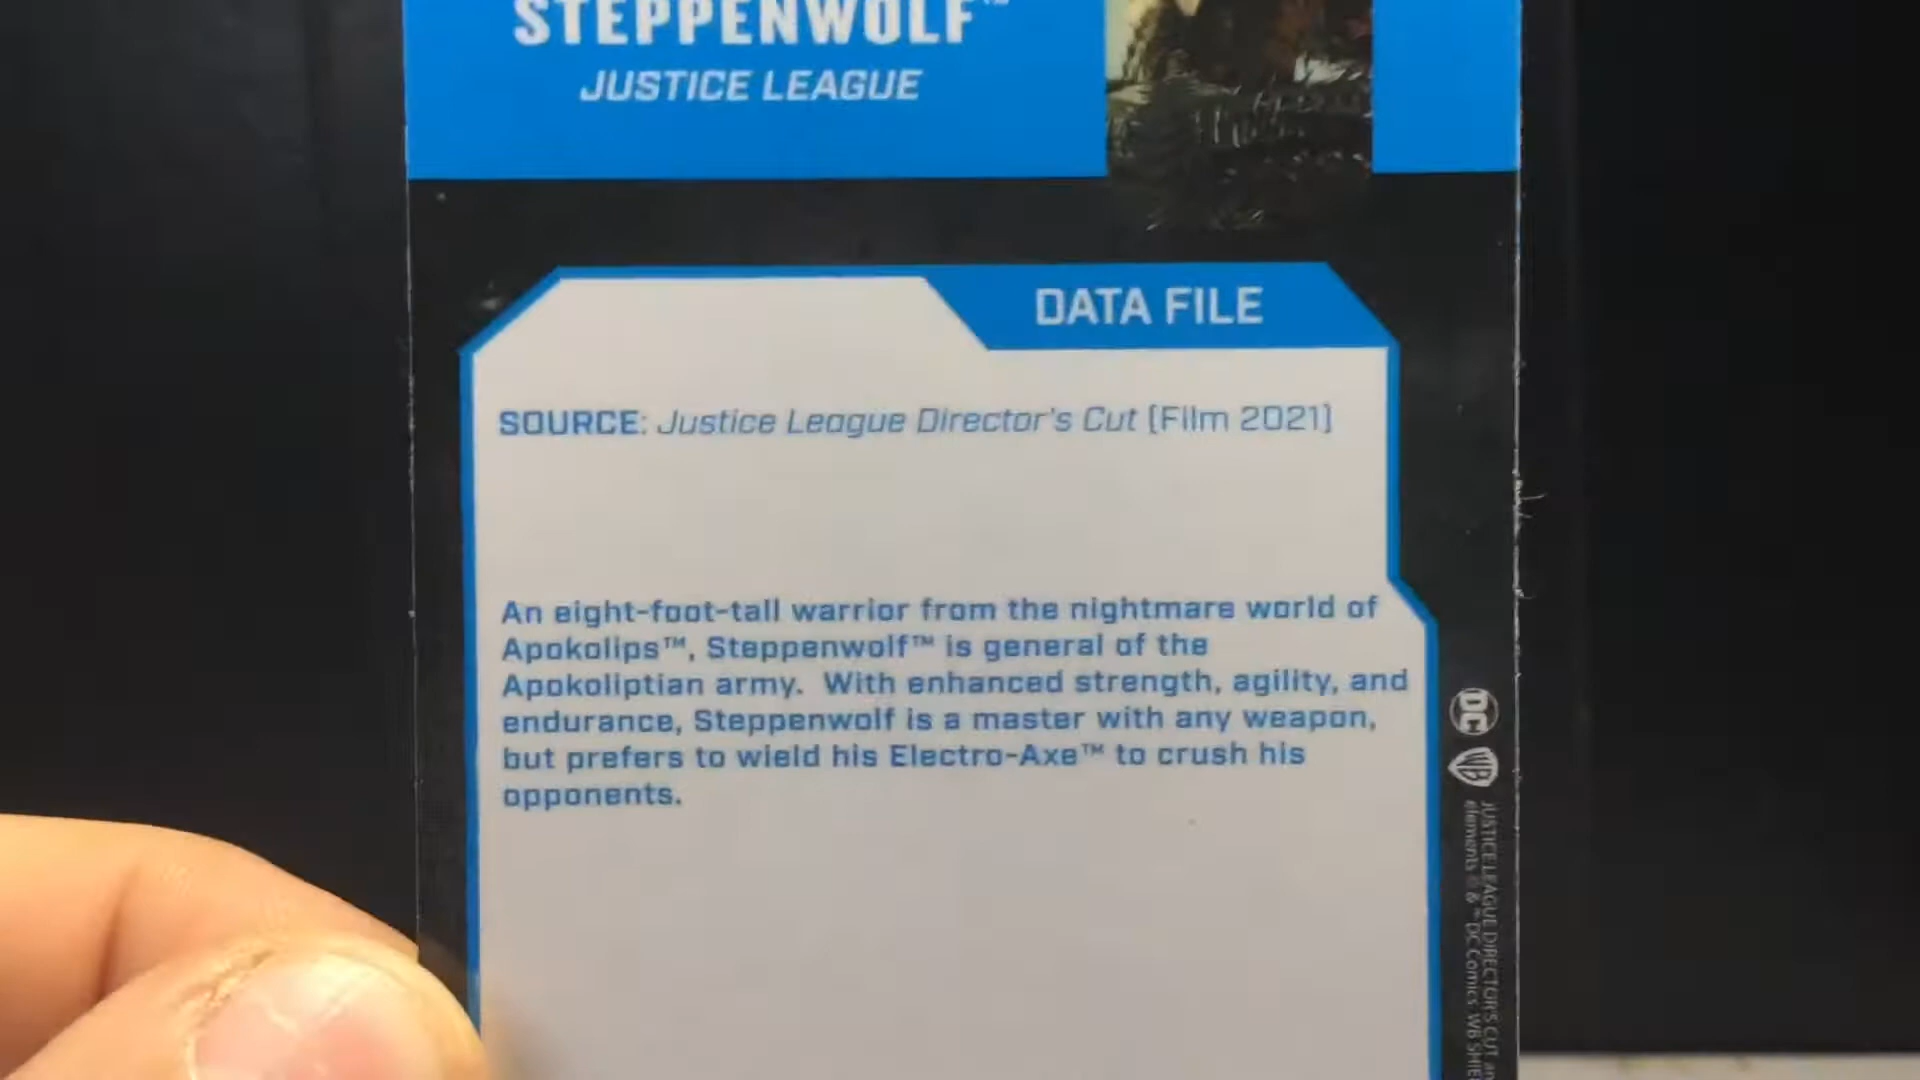 STEPPENWOLF™
JUSTICE LEAGUE
DATA FILE
SOURCE: Justice League Director's Cut [Film 2021]
An eight-foot-tall warrior from the nightmare world of
Apokolips™, Steppenwolf™ is general of the
Apokoliptian army. With enhanced strength, agility, and
endurance, Steppenwolf is a master with any weapon,
but prefers to wield his Electro-Axe™ to crush his
opponents.
DC
WB
JUSTICE LEAGUE DIRECTOR'S CUT
elements © & ™ DC Comics. WB